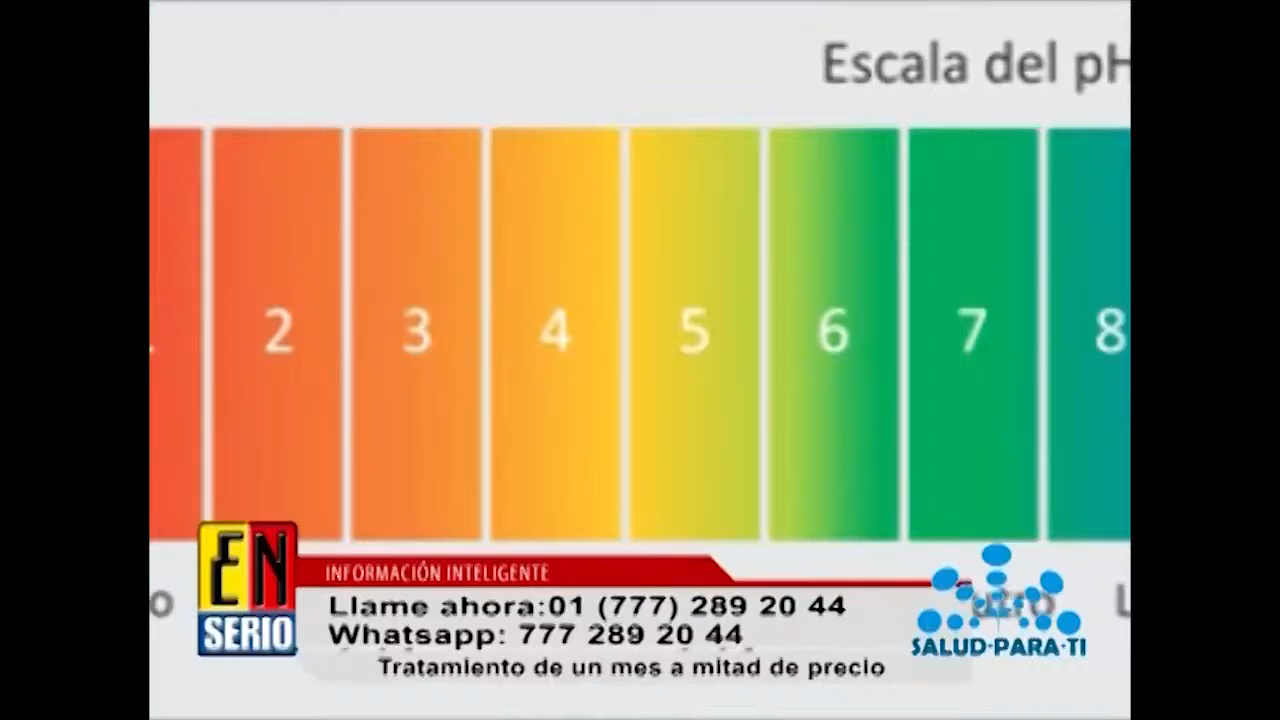 Escala del pH
2 3 4 5 6 7 8
EN
SERIO
INFORMACIÓN INTELIGENTE
Llame ahora:01 (777) 289 20 44
Whatsapp: 777 289 20 44
Tratamiento de un mes a mitad de precio
SALUD·PARA·TI